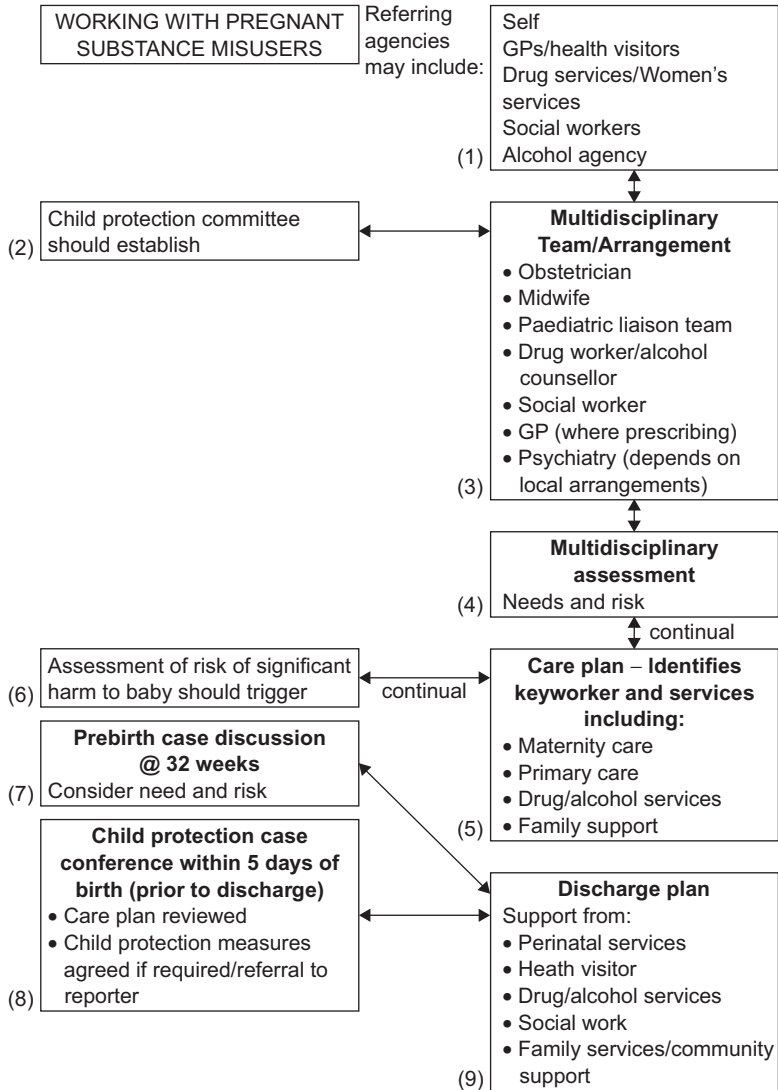 WORKING WITH PREGNANT
SUBSTANCE MISUSERS
Referring
agencies
may include:
Self
GPs/health visitors
Drug services/Women’s
services
Social workers
Alcohol agency
(1)
Child protection committee
should establish
(2)
Multidisciplinary
Team/Arrangement
• Obstetrician
• Midwife
• Paediatric liaison team
• Drug worker/alcohol
counsellor
• Social worker
• GP (where prescribing)
• Psychiatry (depends on
local arrangements)
(3)
Multidisciplinary
assessment
Needs and risk
(4)
continual
Assessment of risk of significant
harm to baby should trigger
(6)
continual
Care plan – Identifies
keyworker and services
including:
• Maternity care
• Primary care
• Drug/alcohol services
• Family support
(5)
Prebirth case discussion
@ 32 weeks
Consider need and risk
(7)
Child protection case
conference within 5 days of
birth (prior to discharge)
• Care plan reviewed
• Child protection measures
agreed if required/referral to
reporter
(8)
Discharge plan
Support from:
• Perinatal services
• Heath visitor
• Drug/alcohol services
• Social work
• Family services/community
support
(9)